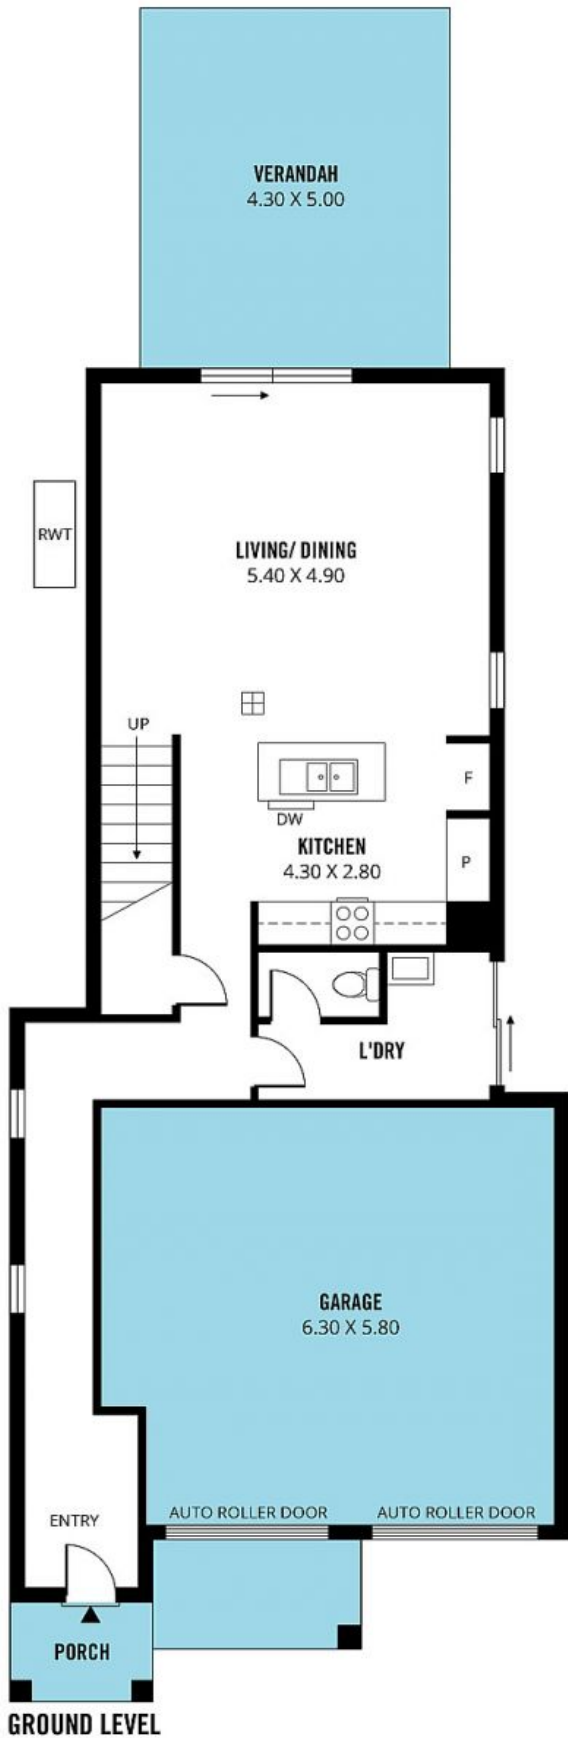 VERANDAH
4.30 X 5.00
RWT
LIVING/ DINING
5.40 X 4.90
UP
F
DW
KITCHEN
4.30 X 2.80
P
L'DRY
GARAGE
6.30 X 5.80
AUTO ROLLER DOOR
AUTO ROLLER DOOR
ENTRY
PORCH
GROUND LEVEL